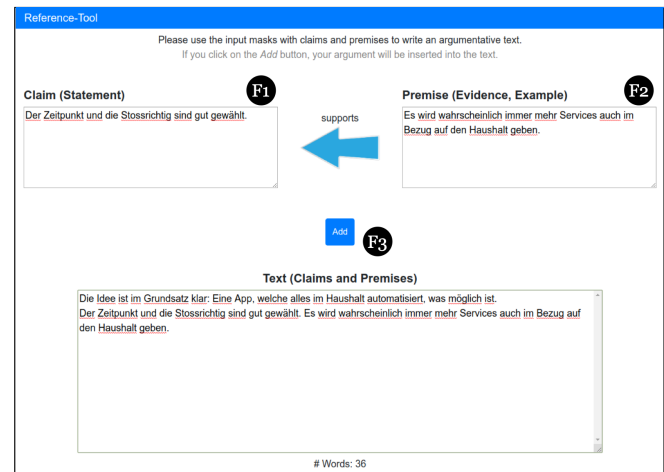 Reference-Tool
Please use the input masks with claims and premises to write an argumentative text.
If you click on the Add button, your argument will be inserted into the text.
Claim (Statement)
F1
Premise (Evidence, Example)
F2
Der Zeitpunkt und die Stossrichtig sind gut gewählt.
supports
Es wird wahrscheinlich immer mehr Services auch im
Bezug auf den Haushalt geben.
Add
F3
Text (Claims and Premises)
Die Idee ist im Grundsatz klar: Eine App, welche alles im Haushalt automatisiert, was möglich ist.
Der Zeitpunkt und die Stossrichtig sind gut gewählt. Es wird wahrscheinlich immer mehr Services auch im Bezug auf
den Haushalt geben.
# Words: 36